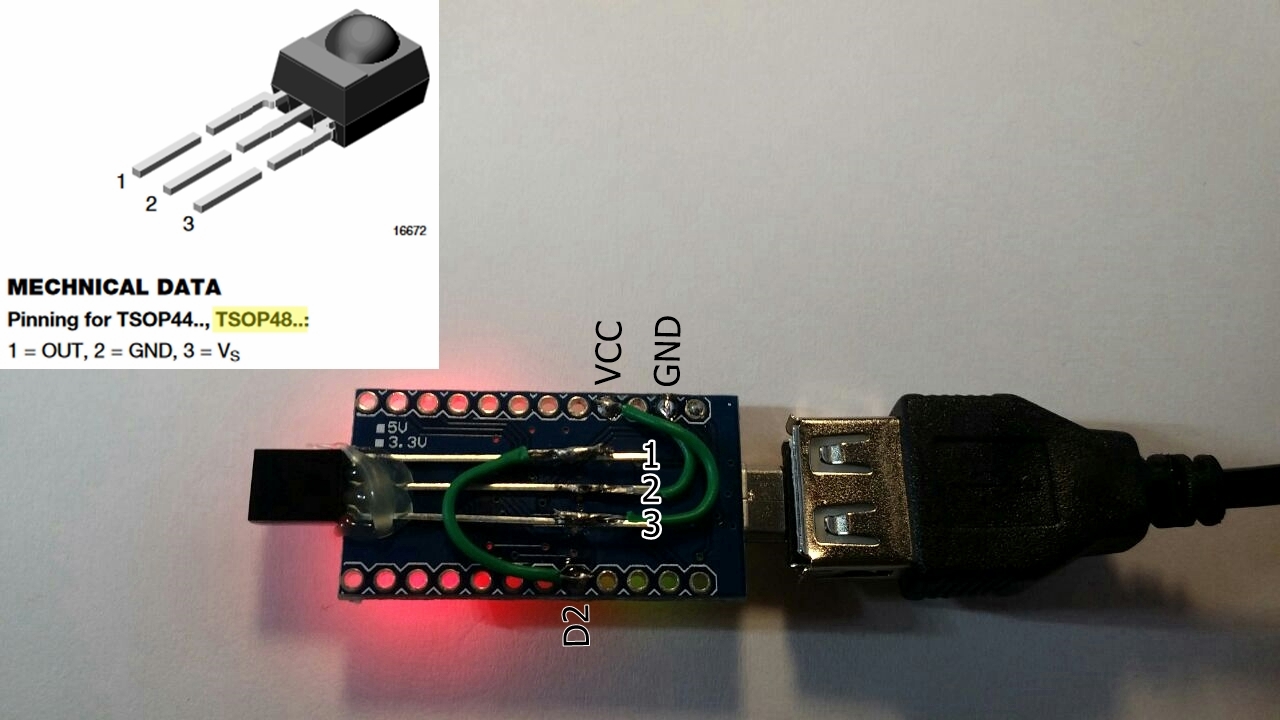 1
2
3
16672
MECHNICAL DATA
Pinning for TSOP44.., TSOP48..:
1 = OUT, 2 = GND, 3 = VS
VCC
GND
5V
3.3V
1
2
3
D2